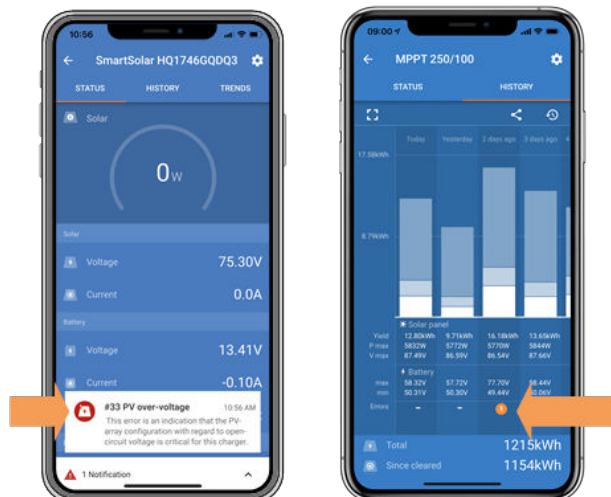 10:56
SmartSolar HQ1746GQDQ3
STATUS HISTORY TRENDS
Solar
0W
Solar
Voltage 75.30V
Current 0.0A
Battery
Voltage 13.41V
Current -0.10A
#33 PV over-voltage 10:56 AM
This error is an indication that the PV-
array configuration with regard to open-
circuit voltage is critical for this charger.
1 Notification
09:00
MPPT 250/100
STATUS HISTORY
Today Yesterday 2 days ago 3 days ago
17.58kWh
8.79kWh
Solar panel
Yield 12.80kWh 9.71kWh 16.18kWh 13.65kWh
P max 5832W 5772W 5770W 5844W
V max 87.49V 86.59V 86.54V 87.66V
Battery
max 58.32V 57.72V 77.70V 58.44V
min 50.31V 50.30V 49.44V 50.06V
Errors - - 1
Total 1215kWh
Since cleared 1154kWh